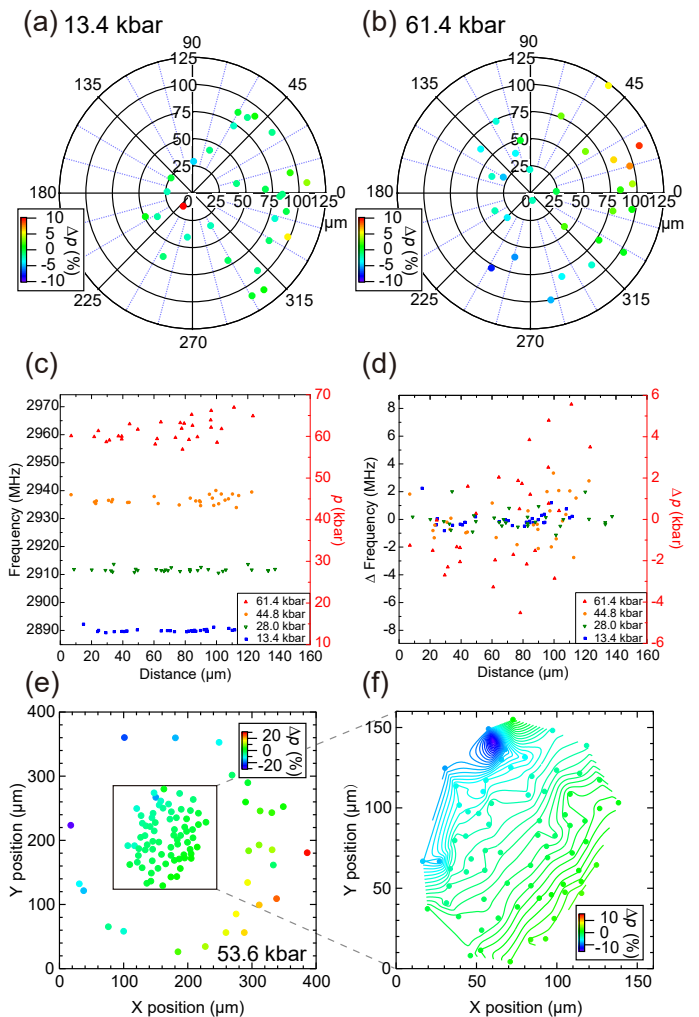 (a) 13.4 kbar
90
125
100
75
50
25
0
135
45
180
0
0 25 50 75 100 125
µm
225
315
270
10
5
0
-5
-10
Δp (%)
(b) 61.4 kbar
90
125
100
75
50
25
0
135
45
180
0
0 25 50 75 100 125
µm
225
315
270
10
5
0
-5
-10
Δp (%)
(c)
2970
2960
2950
2940
2930
2920
2910
2900
2890
Frequency (MHz)
70
60
50
40
30
20
10
p (kbar)
61.4 kbar
44.8 kbar
28.0 kbar
13.4 kbar
0 20 40 60 80 100 120 140 160
Distance (µm)
(d)
8
6
4
2
0
-2
-4
-6
-8
Δ Frequency (MHz)
6
4
2
0
-2
-4
-6
Δ p (kbar)
61.4 kbar
44.8 kbar
28.0 kbar
13.4 kbar
0 20 40 60 80 100 120 140 160
Distance (µm)
(e)
400
300
200
100
0
Y position (µm)
20
0
-20
Δp (%)
53.6 kbar
0 100 200 300 400
X position (µm)
(f)
150
100
50
0
Y position (µm)
10
0
-10
Δp (%)
0 50 100 150
X position (µm)